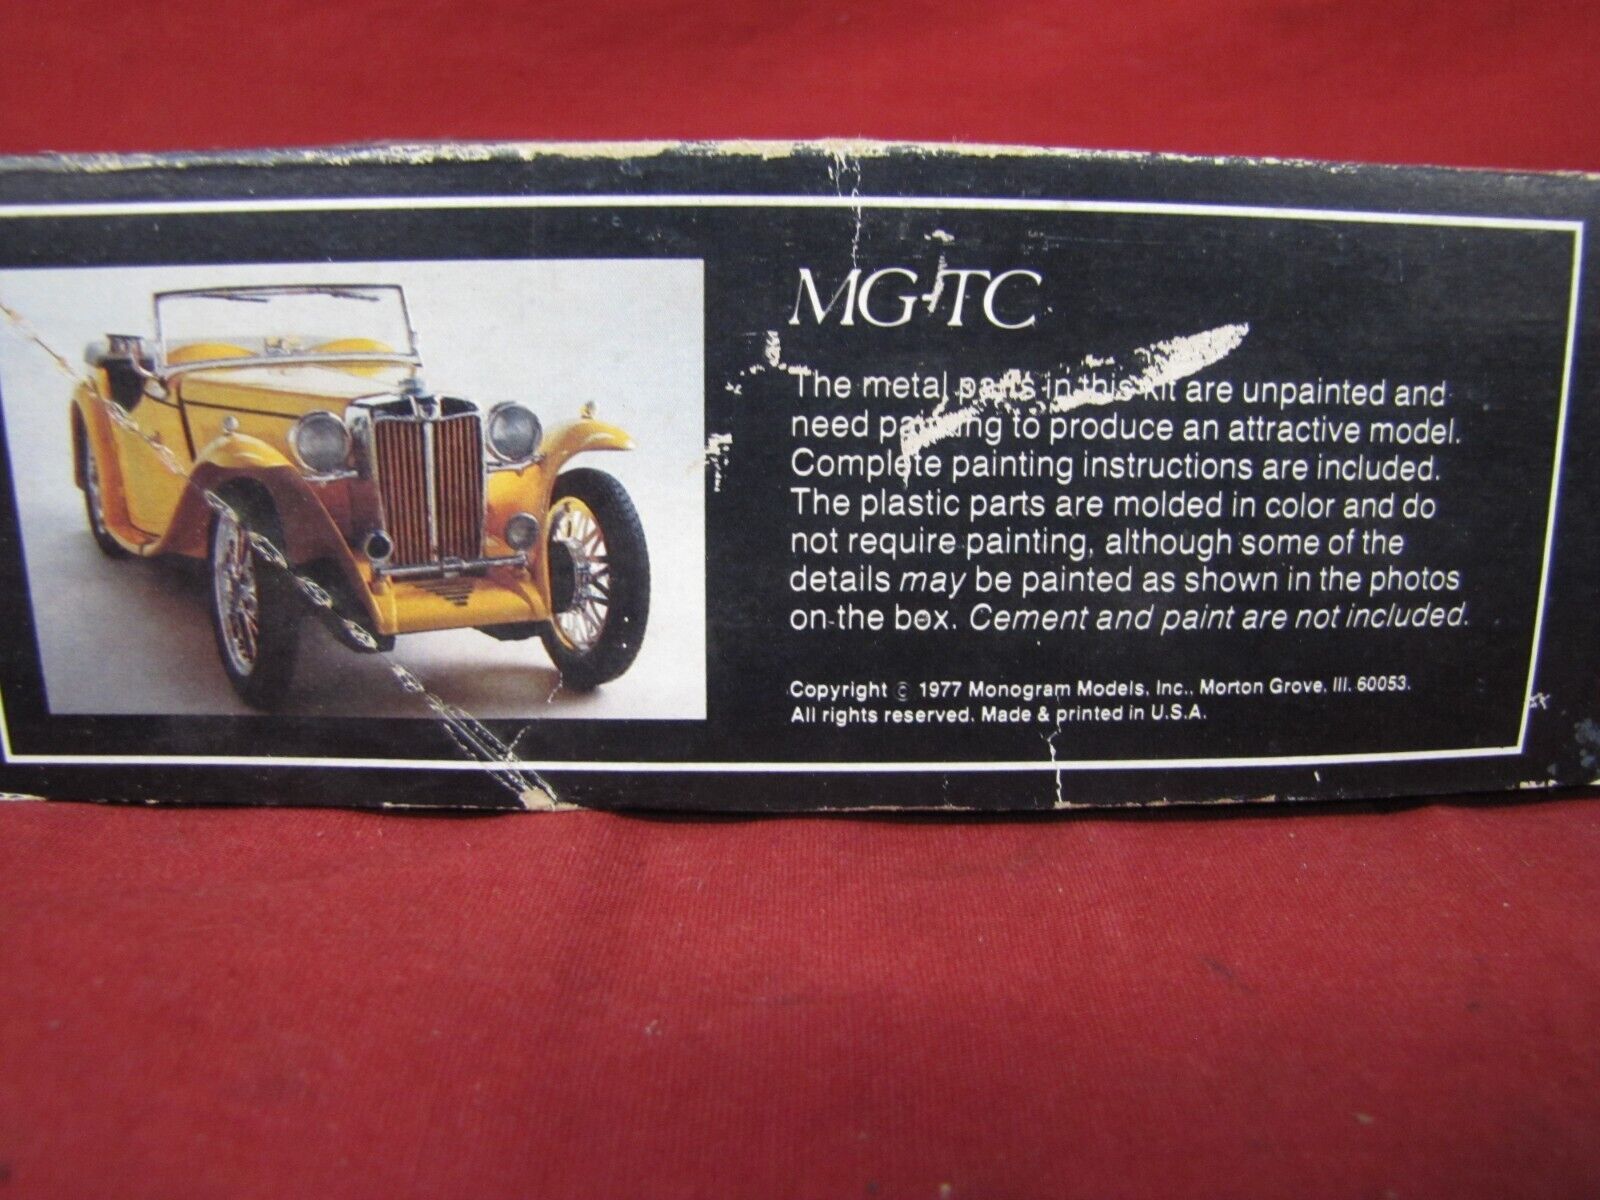 MG-TC
The metal parts in this kit are unpainted and
need painting to produce an attractive model.
Complete painting instructions are included.
The plastic parts are molded in color and do
not require painting, although some of the
details may be painted as shown in the photos
on the box. Cement and paint are not included.
Copyright © 1977 Monogram Models, Inc., Morton Grove, Ill. 60053.
All rights reserved. Made & printed in U.S.A.